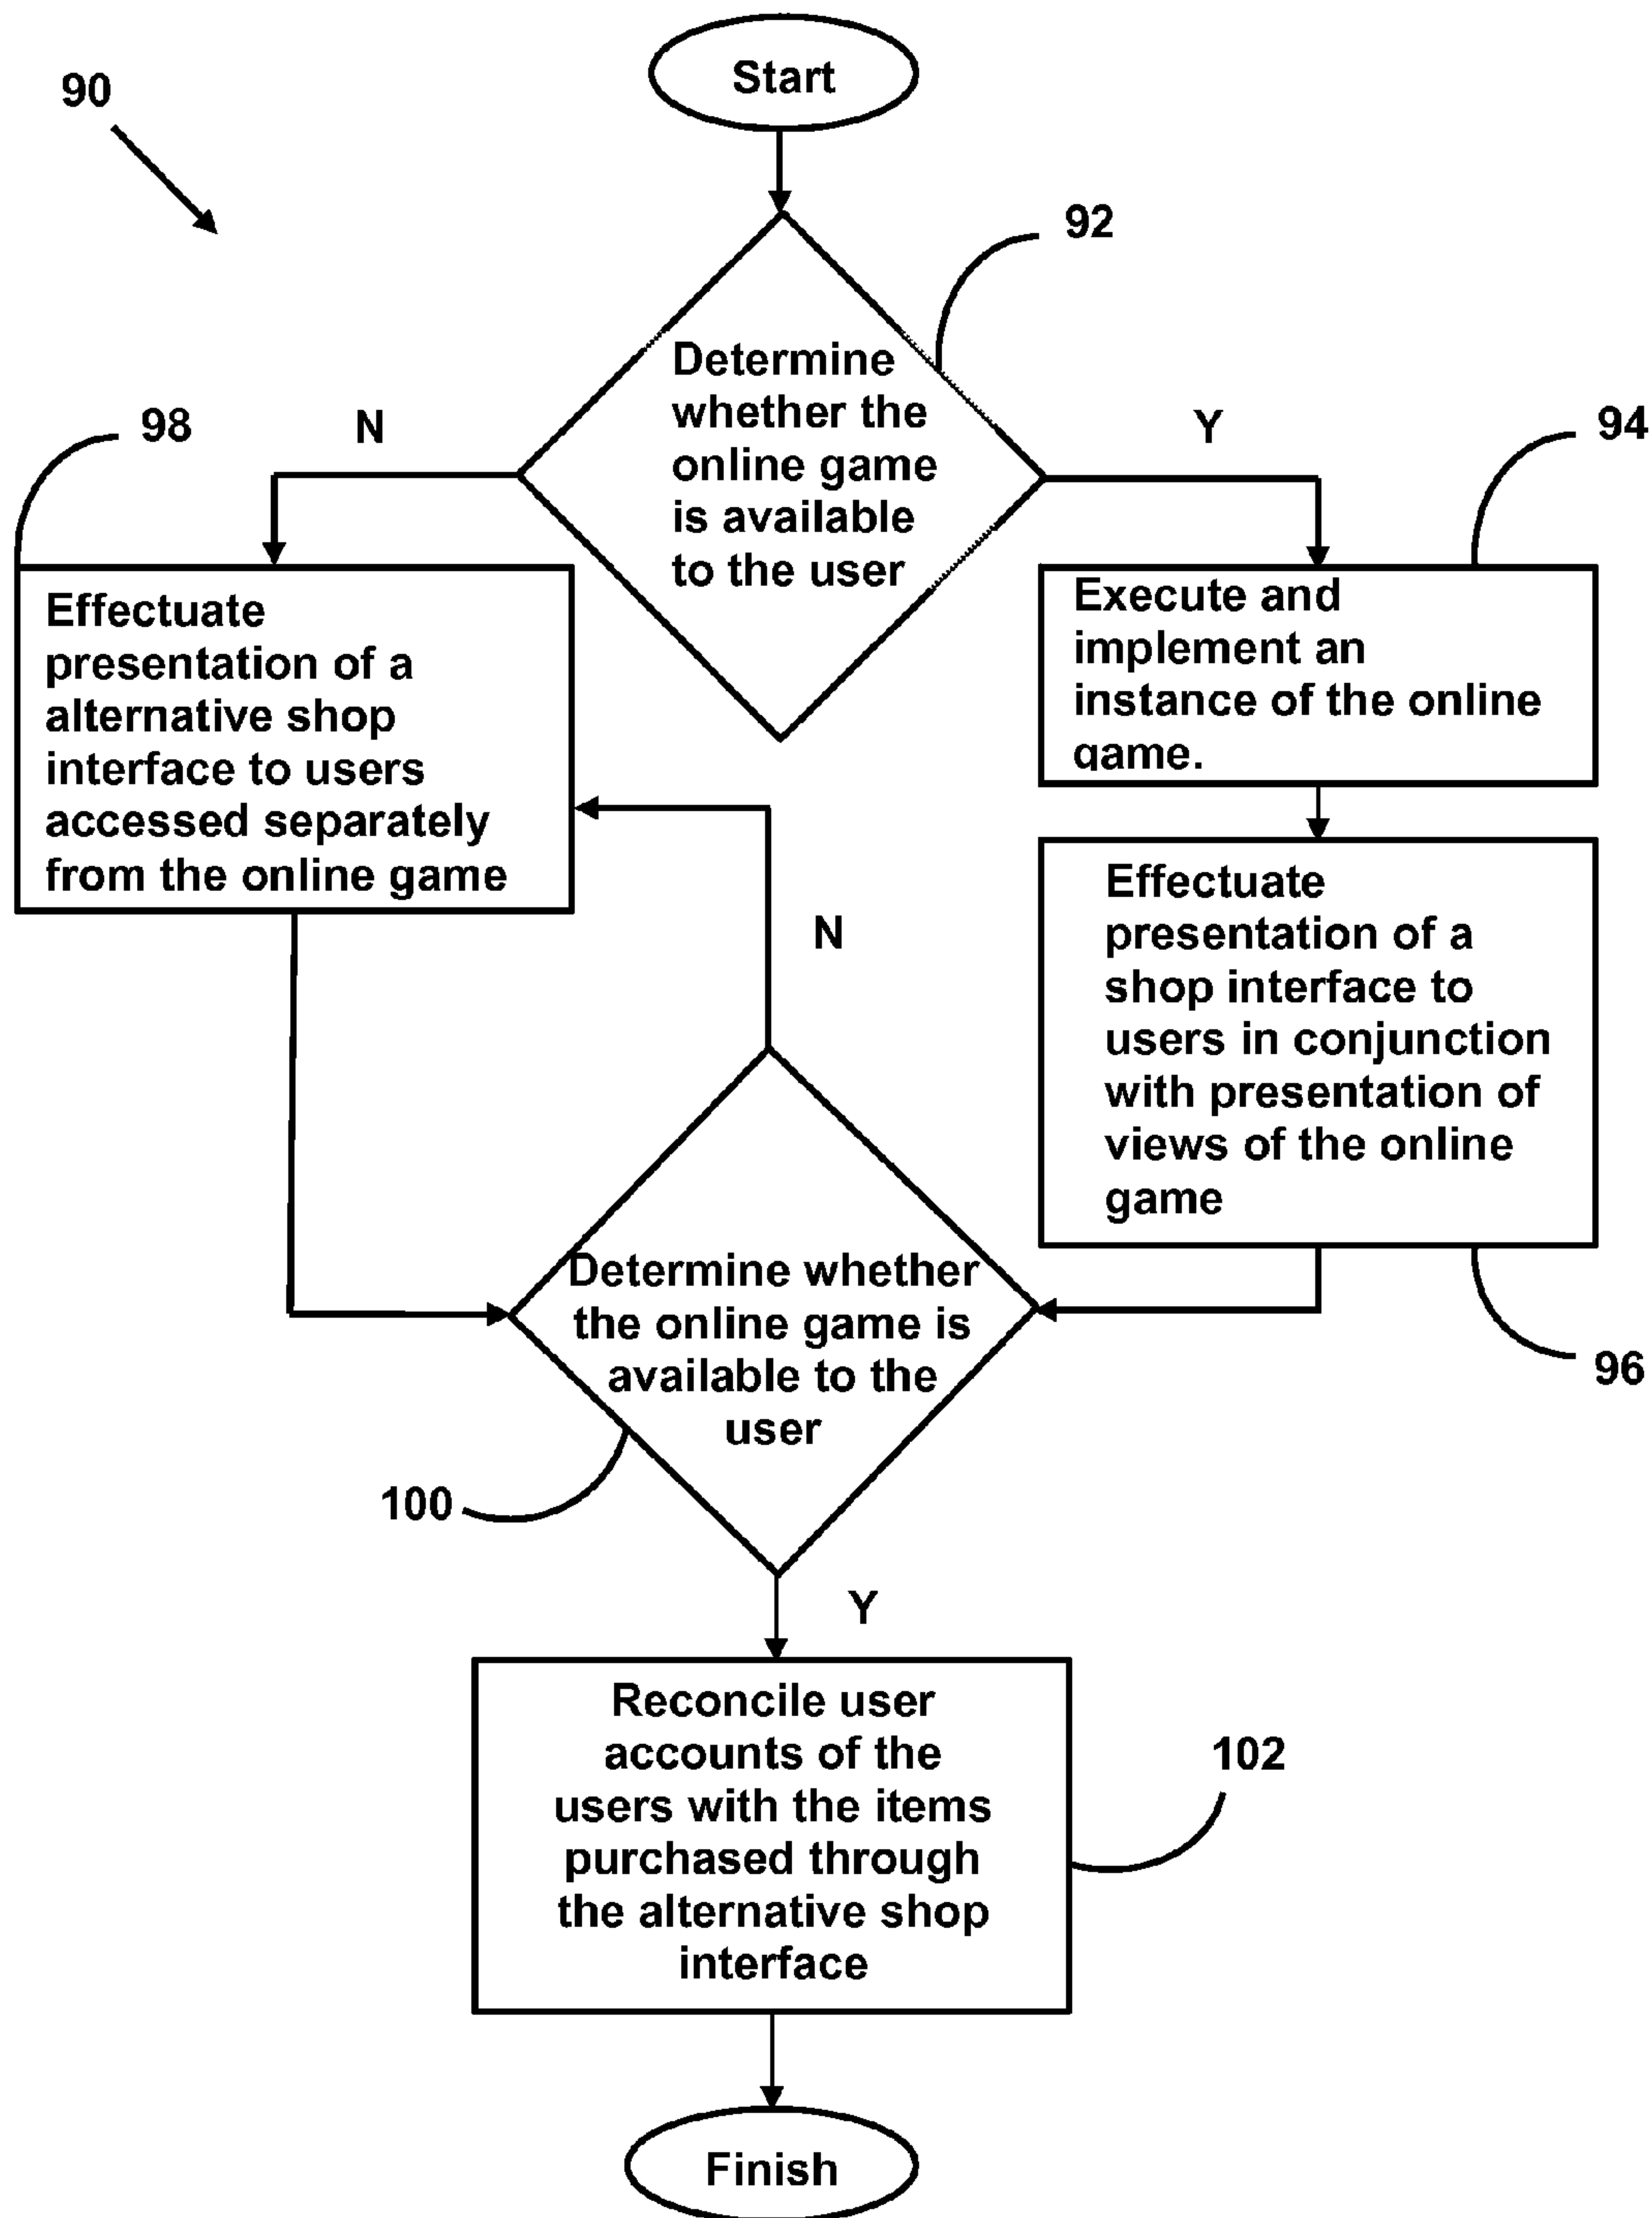 Start
90
92
Determine
whether the
online game
is available
to the user
N
Y
98
94
Effectuate
presentation of a
alternative shop
interface to users
accessed separately
from the online game
Execute and
implement an
instance of the online
game.
N
Effectuate
presentation of a
shop interface to
users in conjunction
with presentation of
views of the online
game
96
Determine whether
the online game is
available to the
user
100
Y
Reconcile user
accounts of the
users with the items
purchased through
the alternative shop
interface
102
Finish